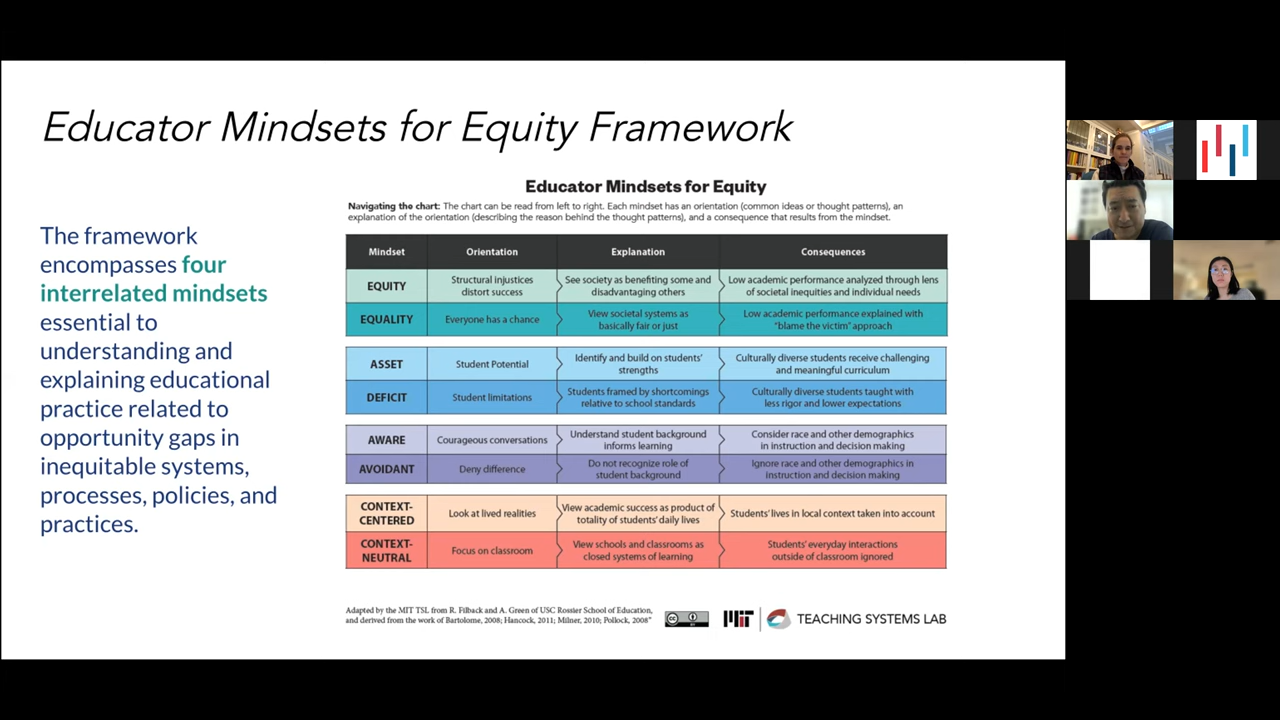 Educator Mindsets for Equity Framework
The framework
encompasses four
interrelated mindsets
essential to
understanding and
explaining educational
practice related to
opportunity gaps in
inequitable systems,
processes, policies, and
practices.
Educator Mindsets for Equity
Navigating the chart: The chart can be read from left to right. Each mindset has an orientation (common ideas or thought patterns), an
explanation of the orientation (describing the reason behind the thought patterns), and a consequence that results from the mindset.
Mindset Orientation Explanation Consequences
EQUITY
Structural injustices
distort success
See society as benefiting some and
disadvantaging others
Low academic performance analyzed through lens
of societal inequities and individual needs
EQUALITY
Everyone has a chance
View societal systems as
basically fair or just
Low academic performance explained with
"blame the victim" approach
ASSET
Student Potential
Identify and build on students'
strengths
Culturally diverse students receive challenging
and meaningful curriculum
DEFICIT
Student limitations
Students framed by shortcomings
relative to school standards
Culturally diverse students taught with
less rigor and lower expectations
AWARE
Courageous conversations
Understand student background
informs learning
Consider race and other demographics
in instruction and decision making
AVOIDANT
Deny difference
Do not recognize role of
student background
Ignore race and other demographics in
instruction and decision making
CONTEXT-
CENTERED
Look at lived realities
View academic success as product of
totality of students' daily lives
Students' lives in local context taken into account
CONTEXT-
NEUTRAL
Focus on classroom
View schools and classrooms as
closed systems of learning
Students' everyday interactions
outside of classroom ignored
Adapted by the MIT TSL from R. Filback and A. Green of USC Rossier School of Education,
and derived from the work of Bartolome, 2008; Hancock, 2011; Milner, 2010; Pollock, 2008"
cc
BY
MIT
TEACHING SYSTEMS LAB